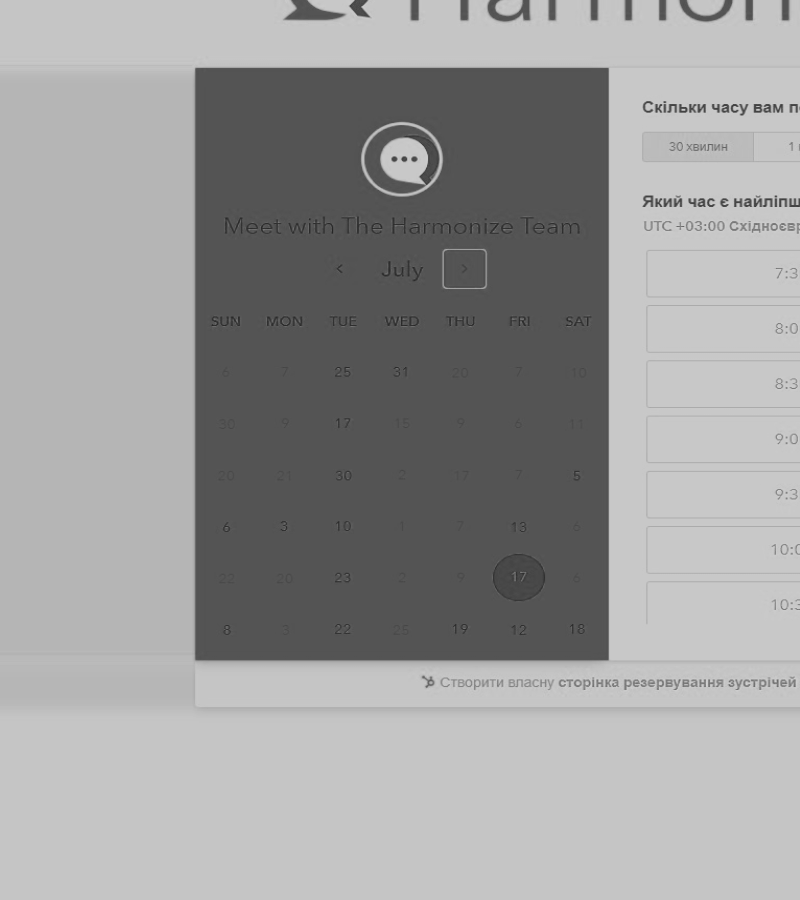 Harmoni
Meet with The Harmonize Team
July
SUN MON TUE WED THU FRI SAT
6 7 25 31 20 7 10
30 9 17 15 9 6 11
20 21 30 2 17 7 5
6 3 10 1 7 13 6
22 20 23 2 9 17 6
8 3 22 25 19 12 18
Скільки часу вам
30 хвилин 1
Який час є найліпш
UTC +03:00 Східноєвр
7:3
8:0
8:3
9:0
9:3
10:0
10:3
Створити власну сторінка резервування зустрічей